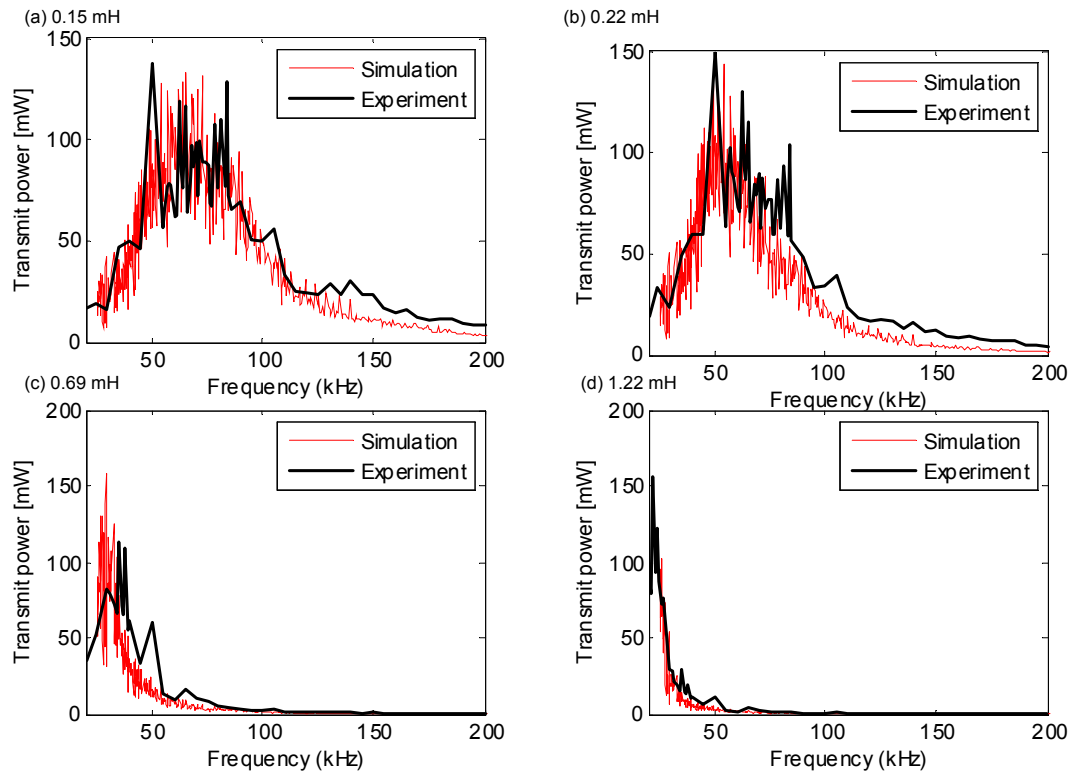 (a) 0.15 mH
150
100
50
0
50
100
150
200
Transmit power [mW]
Frequency (kHz)
Simulation
Experiment
(b) 0.22 mH
150
100
50
0
50
100
150
200
Transmit power [mW]
Frequency (kHz)
Simulation
Experiment
(c) 0.69 mH
200
150
100
50
0
50
100
150
200
Transmit power [mW]
Frequency (kHz)
Simulation
Experiment
(d) 1.22 mH
200
150
100
50
0
50
100
150
200
Transmit power [mW]
Frequency (kHz)
Simulation
Experiment